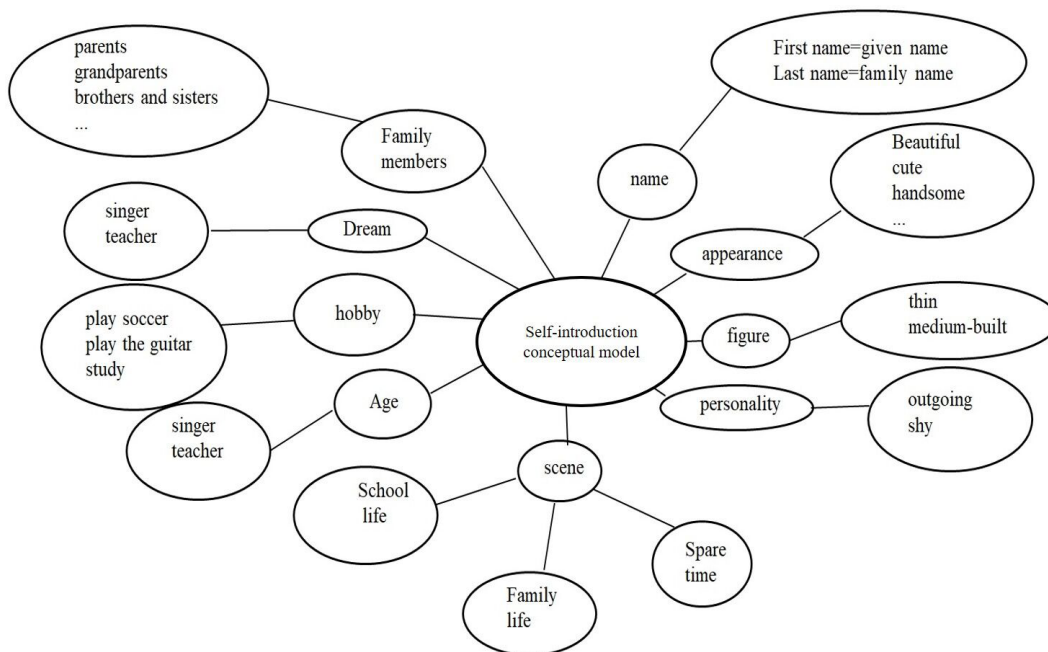 parents
grandparents
brothers and sisters
...
Family
members
First name=given name
Last name=family name
name
Beautiful
cute
handsome
...
appearance
singer
teacher
Dream
play soccer
play the guitar
study
hobby
Self-introduction
conceptual model
figure
thin
medium-built
Age
singer
teacher
personality
outgoing
shy
scene
School
life
Family
life
Spare
time